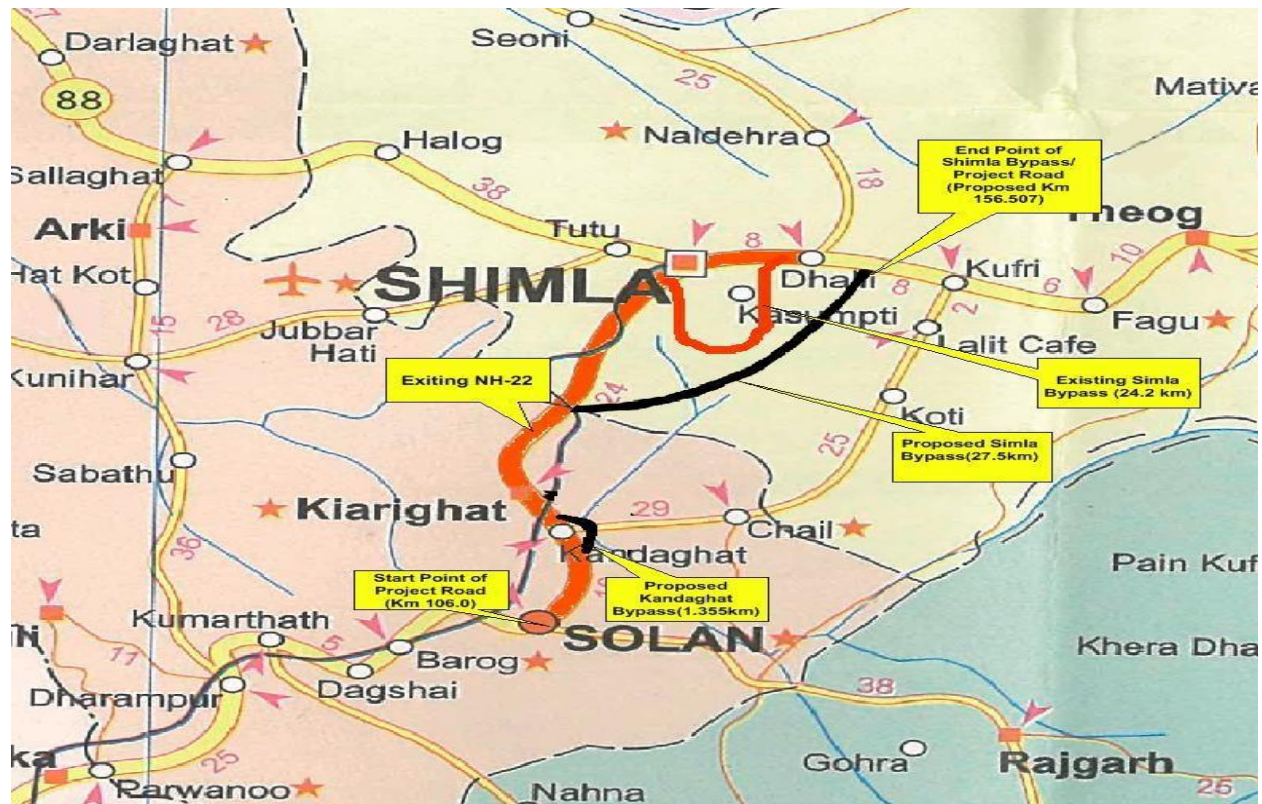 Darlaghat
88
Seoni
25
Mativa
Sallaghat
Halog
Naldehra
End Point of
Shimla Bypass/
Project Road
(Proposed Km
156.507)
38
18
7
Arki
Tutu
8
Theog
Hat Kot
SHIMLA
Dhalli
Kufri
10
8
6
2
Kasumpti
Fagu
15
28
Jubbar
Hati
Lalit Cafe
Kunihar
Exiting NH-22
24
Existing Simla
Bypass (24.2 km)
Koti
Proposed Simla
Bypass(27.5km)
25
Sabathu
Kiarighat
29
Chail
ta
36
Kandaghat
Pain Kuf
Start Point of
Project Road
(Km 106.0)
Proposed
Kandaghat
Bypass(1.355km)
Kumarthath
SOLAN
5
11
Barog
Khera Dha
Dharampur
Dagshai
38
25
Gohra
Rajgarh
ka
Parwanoo
Nahna
25